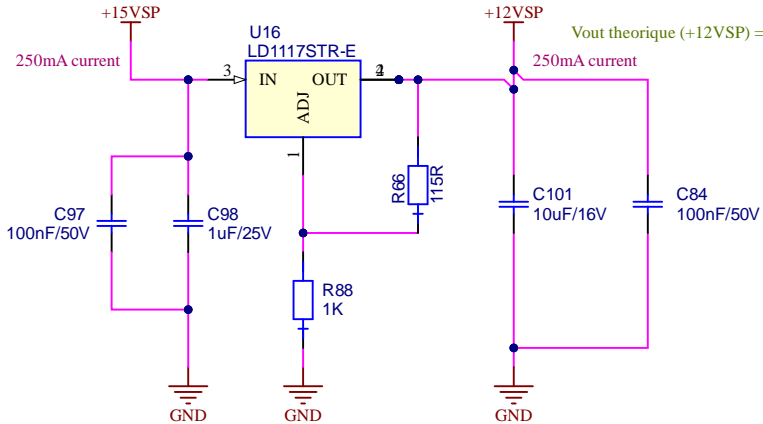 +15VSP
+12VSP
Vout theorique (+12VSP) =
U16
LD1117STR-E
250mA current
250mA current
3
IN
OUT
ADJ
1
R66
115R
C97
100nF/50V
C98
1uF/25V
C101
10uF/16V
C84
100nF/50V
R88
1K
GND
GND
GND